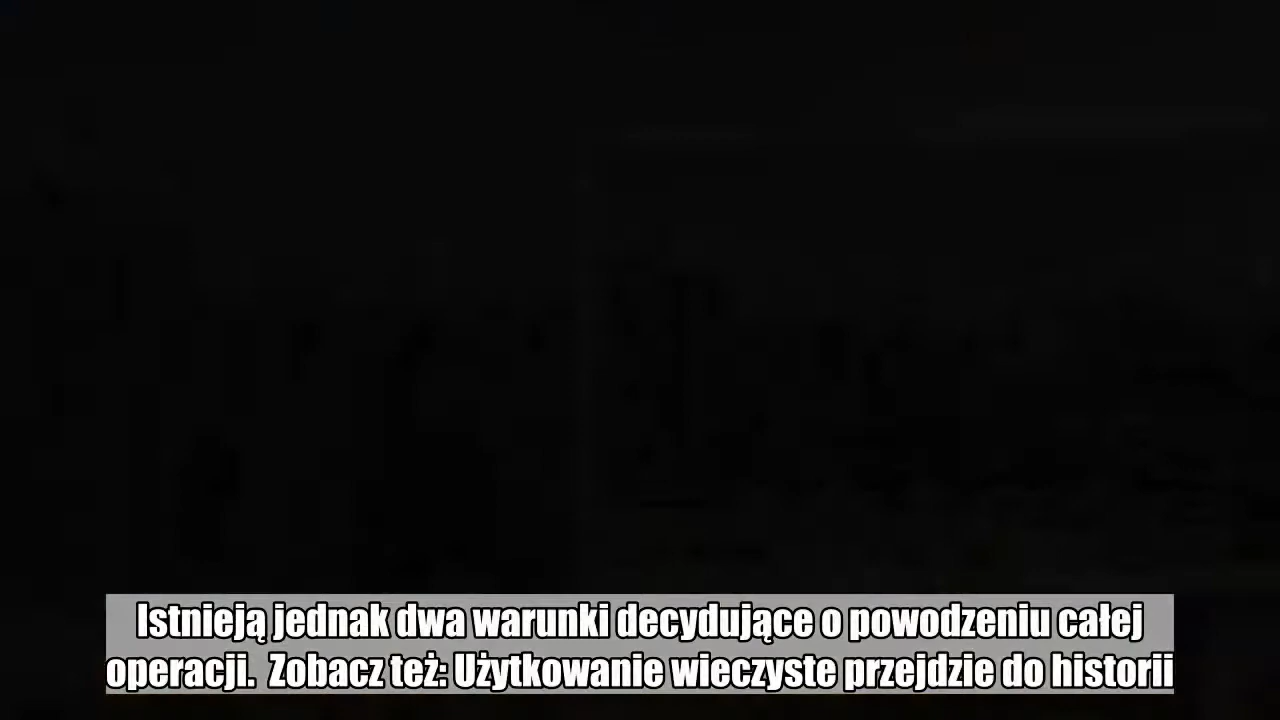 Istnieją jednak dwa warunki decydujące o powodzeniu całej
operacji.  Zobacz też: Użytkowanie wieczyste przejdzie do historii